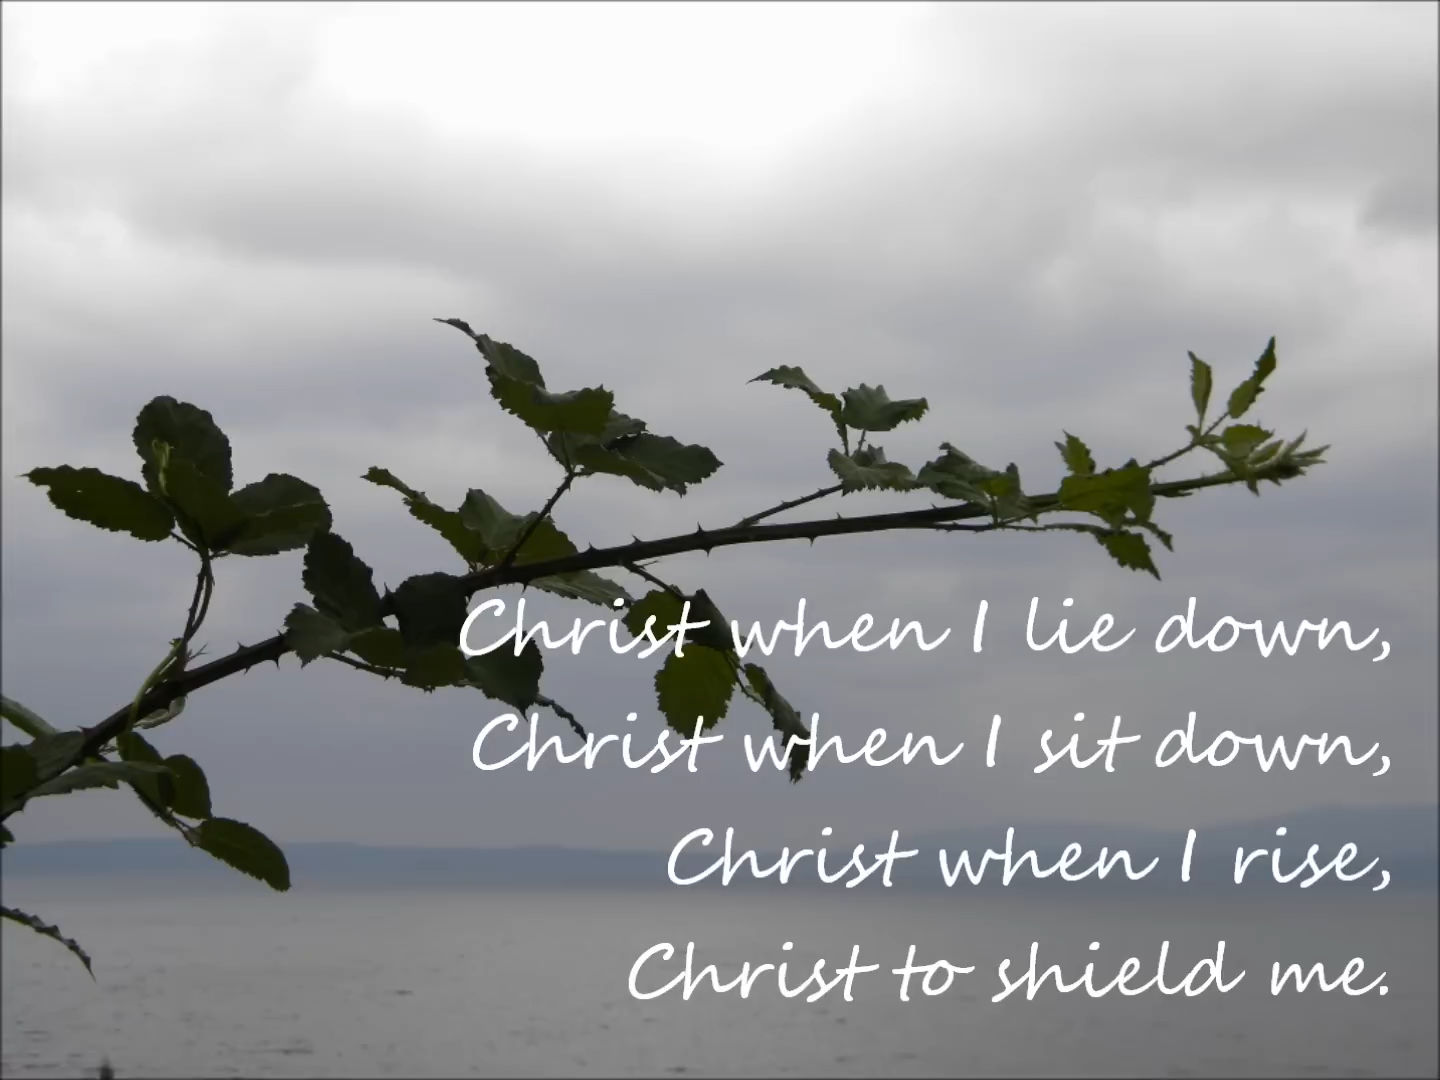 Christ when I lie down,
Christ when I sit down,
Christ when I rise,
Christ to shield me.